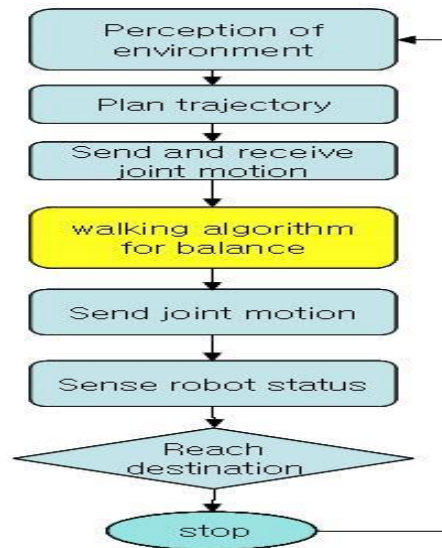 Perception of
environment
Plan trajectory
Send and receive
joint motion
walking algorithm
for balance
Send joint motion
Sense robot status
Reach
destination
stop